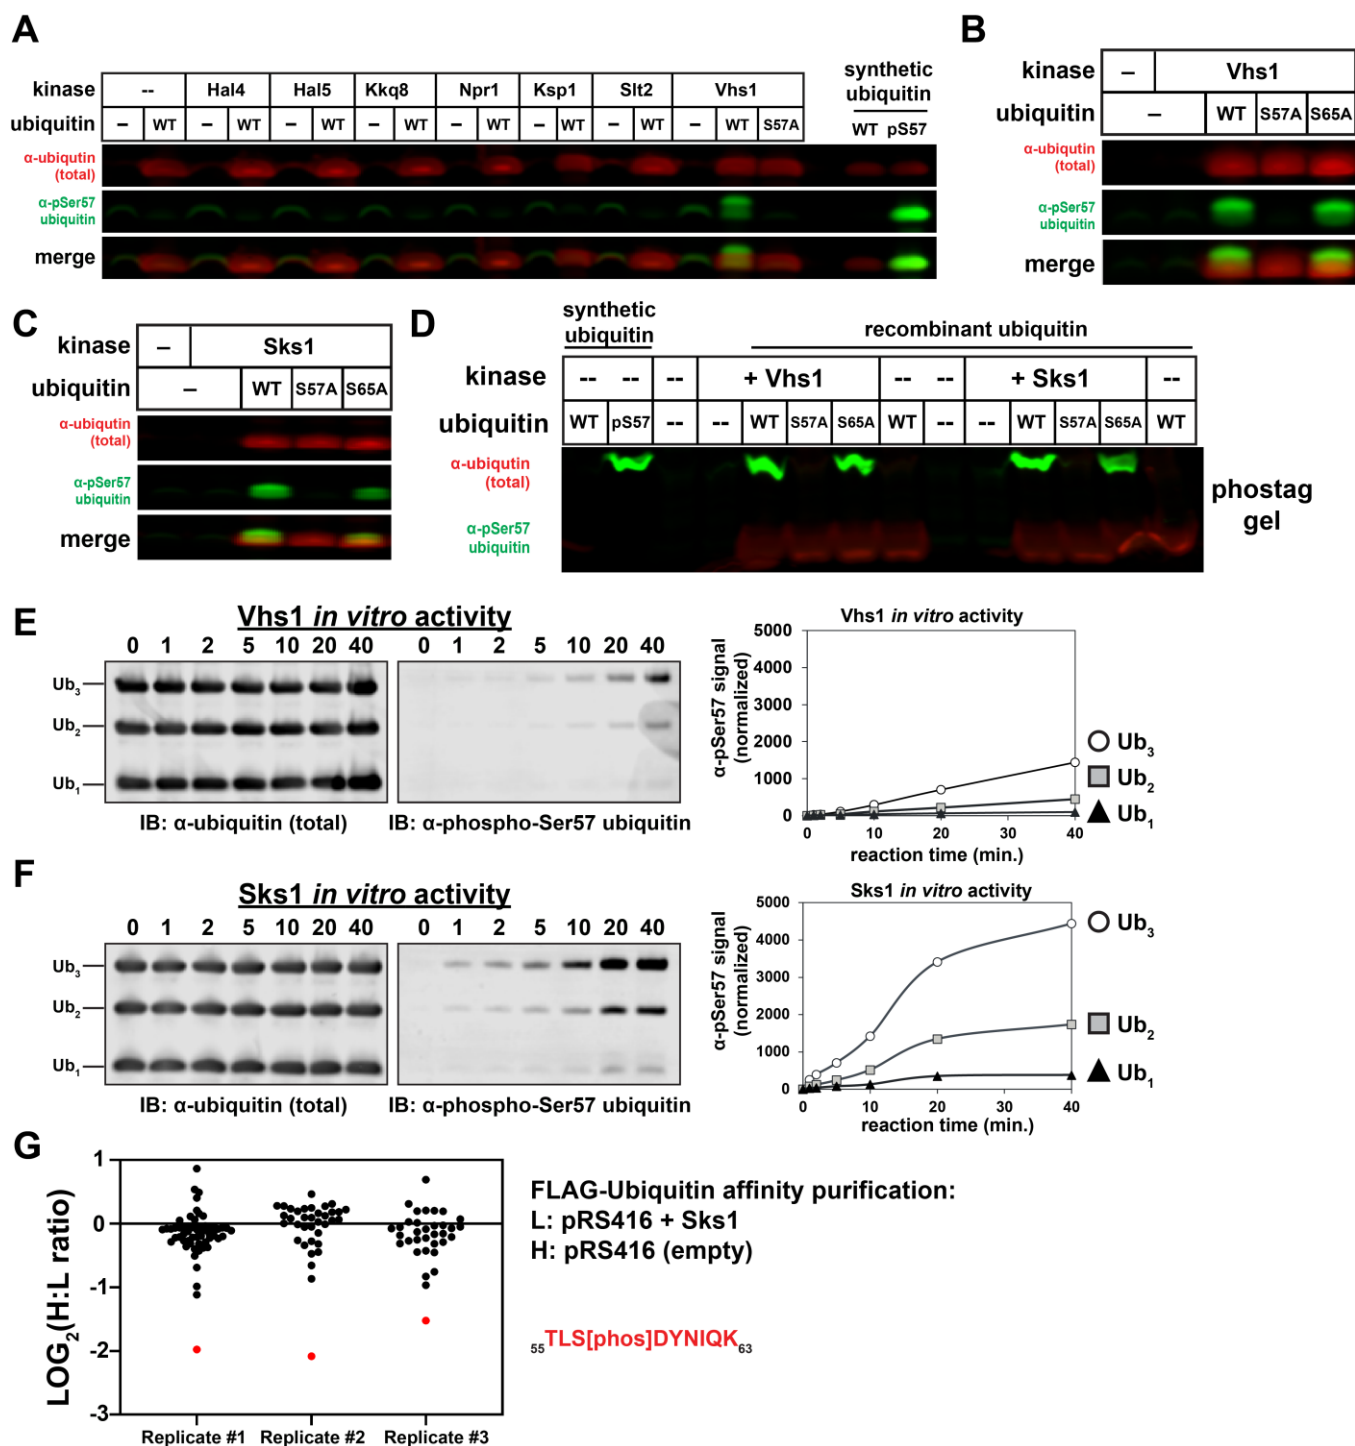 A
kinase -- Hal4 Hal5 Kkq8 Npr1 Ksp1 Slt2 Vhs1 synthetic ubiquitin
ubiquitin – WT – WT – WT – WT – WT – WT – WT – WT S57A WT pS57
α-ubiqutin (total)
α-pSer57 ubiquitin
merge
B
kinase – Vhs1
ubiquitin – WT S57A S65A
α-ubiqutin (total)
α-pSer57 ubiquitin
merge
C
kinase – Sks1
ubiquitin – WT S57A S65A
α-ubiqutin (total)
α-pSer57 ubiquitin
merge
D
synthetic ubiquitin
recombinant ubiquitin
kinase -- -- -- + Vhs1 -- -- + Sks1 --
ubiquitin WT pS57 -- -- WT S57A S65A WT -- -- WT S57A S65A WT
α-ubiqutin (total)
α-pSer57 ubiquitin
phostag gel
E
Vhs1 in vitro activity
0 1 2 5 10 20 40 0 1 2 5 10 20 40
Ub3
Ub2
Ub1
IB: α-ubiquitin (total) IB: α-phospho-Ser57 ubiquitin
Vhs1 in vitro activity
α-pSer57 signal (normalized)
5000
4000
3000
2000
1000
0
0 10 20 30 40
reaction time (min.)
Ub3
Ub2
Ub1
F
Sks1 in vitro activity
0 1 2 5 10 20 40 0 1 2 5 10 20 40
Ub3
Ub2
Ub1
IB: α-ubiquitin (total) IB: α-phospho-Ser57 ubiquitin
Sks1 in vitro activity
α-pSer57 signal (normalized)
5000
4000
3000
2000
1000
0
0 10 20 30 40
reaction time (min.)
Ub3
Ub2
Ub1
G
LOG2(H:L ratio)
1
0
-1
-2
-3
Replicate #1 Replicate #2 Replicate #3
FLAG-Ubiquitin affinity purification:
L: pRS416 + Sks1
H: pRS416 (empty)
55TLS[phos]DYNIQK63